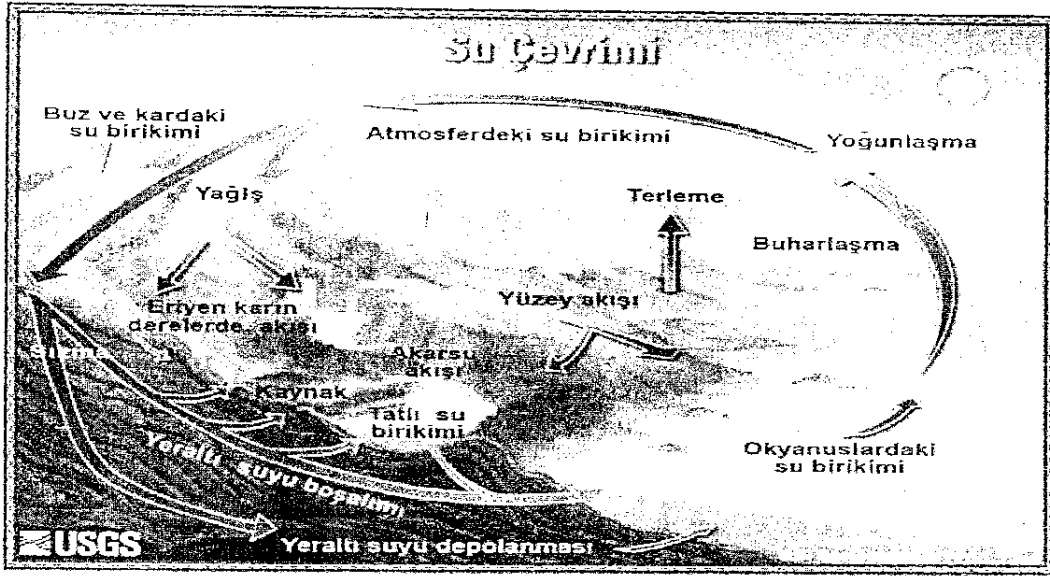 Su Çevrimi
Buz ve kardaki
su birikimi
Atmosferdeki su birikimi
Yoğunlaşma
Yağış
Terleme
Buharlaşma
Yüzey akışı
Eriyen karın
derelerde akışı
Akarsu
akışı
Kaynak
Tatlı su
birikimi
Okyanuslardaki
su birikimi
Yeraltı suyu boşalımı
USGS
Yeraltı suyu depolanması